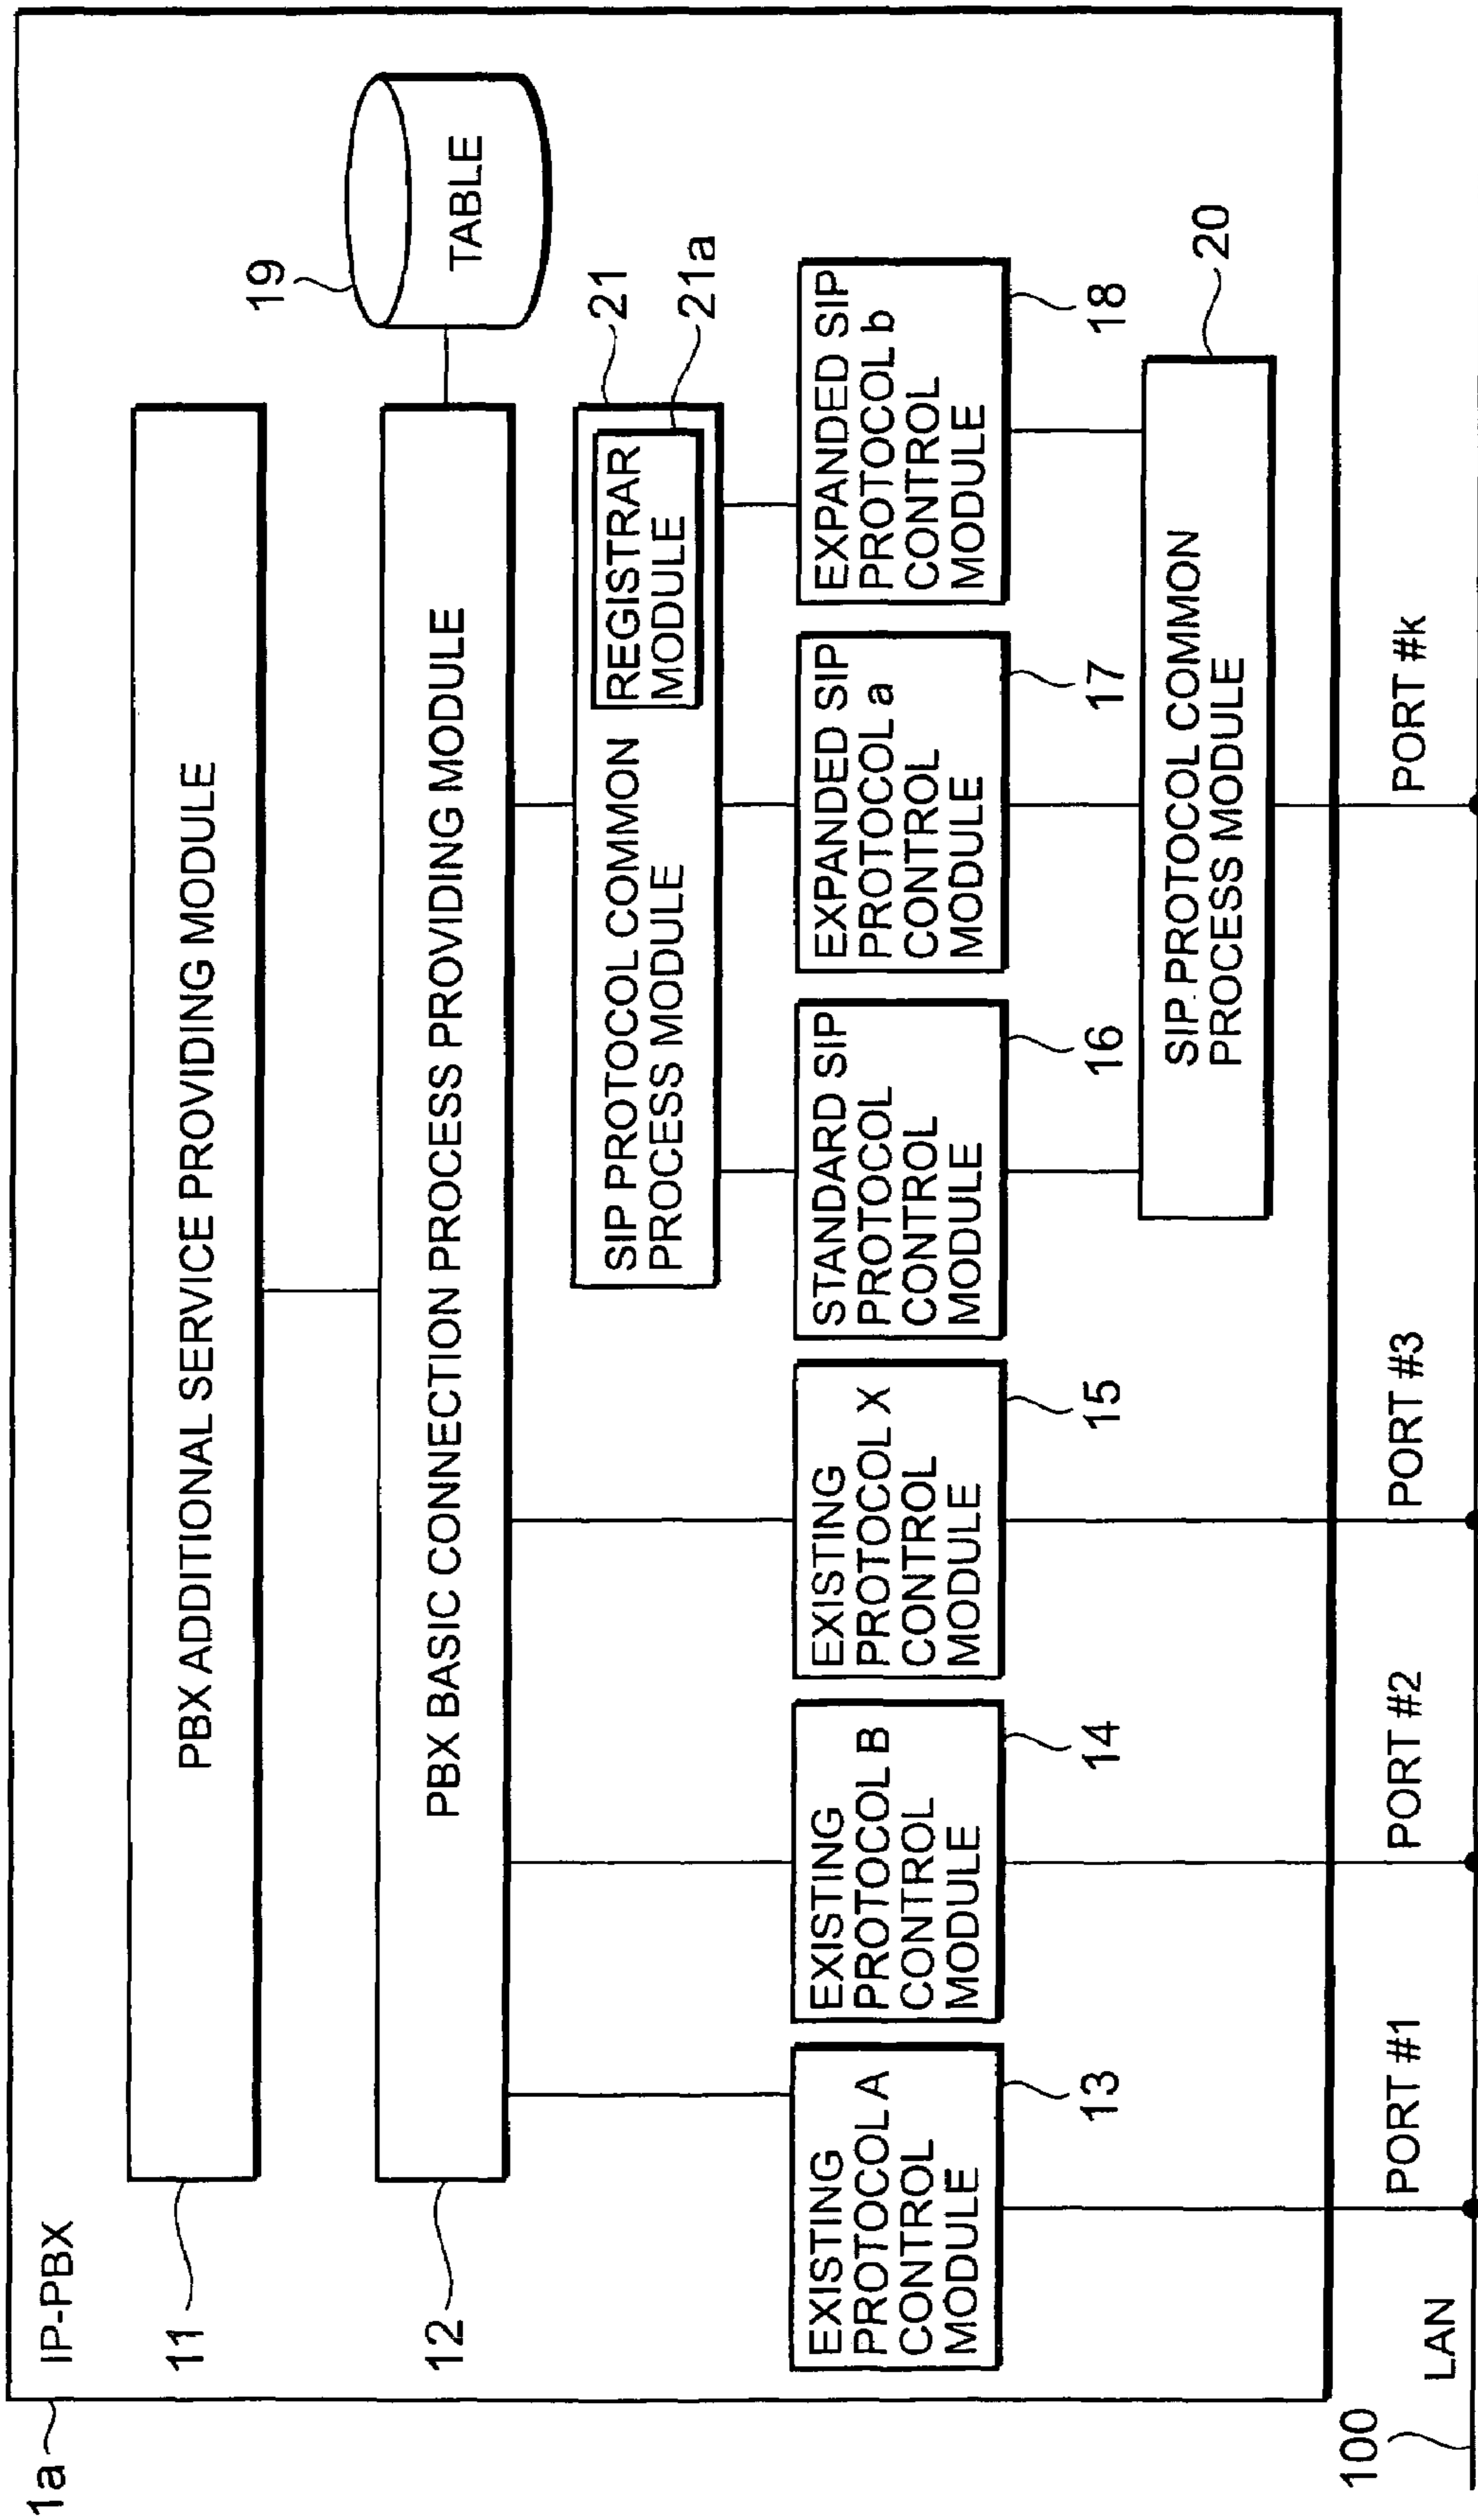 1a
IP-PBX
11
PBX ADDITIONAL SERVICE PROVIDING MODULE
19
12
PBX BASIC CONNECTION PROCESS PROVIDING MODULE
TABLE
SIP PROTOCOL COMMON
PROCESS MODULE
REGISTRAR
MODULE
21
21a
EXISTING
PROTOCOL A
CONTROL
MODULE
EXISTING
PROTOCOL B
CONTROL
MODULE
EXISTING
PROTOCOL X
CONTROL
MODULE
STANDARD SIP
PROTOCOL
CONTROL
MODULE
EXPANDED SIP
PROTOCOL a
CONTROL
MODULE
EXPANDED SIP
PROTOCOL b
CONTROL
MODULE
13
14
15
16
17
18
SIP PROTOCOL COMMON
PROCESS MODULE
20
100
LAN
PORT #1
PORT #2
PORT #3
PORT #k